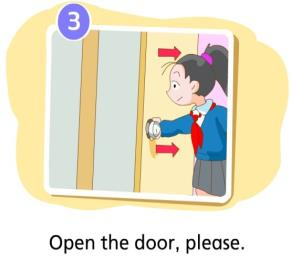 3
Open the door, please.